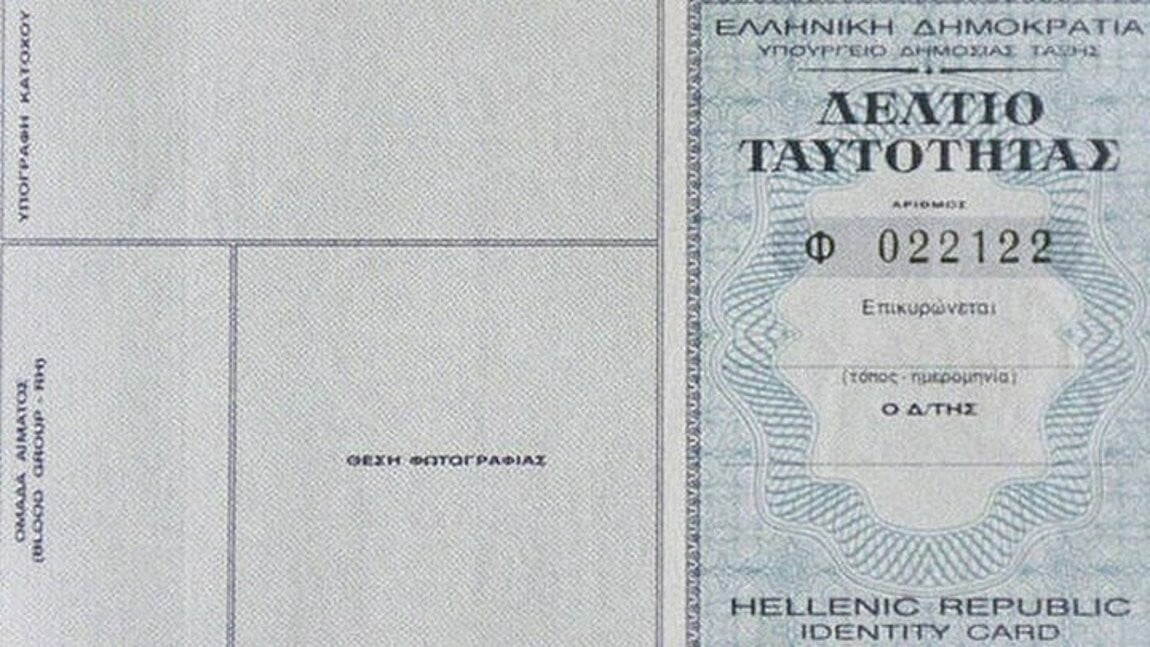 ΥΠΟΓΡΑΦΗ ΚΑΤΟΧΟΥ
ΟΜΑΔΑ ΑΙΜΑΤΟΣ
(BLOOD GROUP - RH)
ΘΕΣΗ ΦΩΤΟΓΡΑΦΙΑΣ
ΕΛΛΗΝΙΚΗ ΔΗΜΟΚΡΑΤΙΑ
ΥΠΟΥΡΓΕΙΟ ΔΗΜΟΣΙΑΣ ΤΑΞΗΣ
ΔΕΛΤΙΟ
ΤΑΥΤΟΤΗΤΑΣ
ΑΡΙΘΜΟΣ
Φ 022122
Επικυρώνεται
(τόπος - ημερομηνία)
Ο Δ/ΤΗΣ
HELLENIC REPUBLIC
IDENTITY CARD